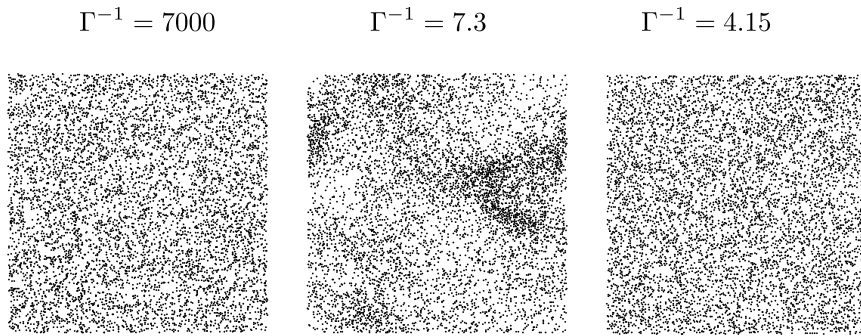 Γ⁻¹ = 7000 Γ⁻¹ = 7.3 Γ⁻¹ = 4.15